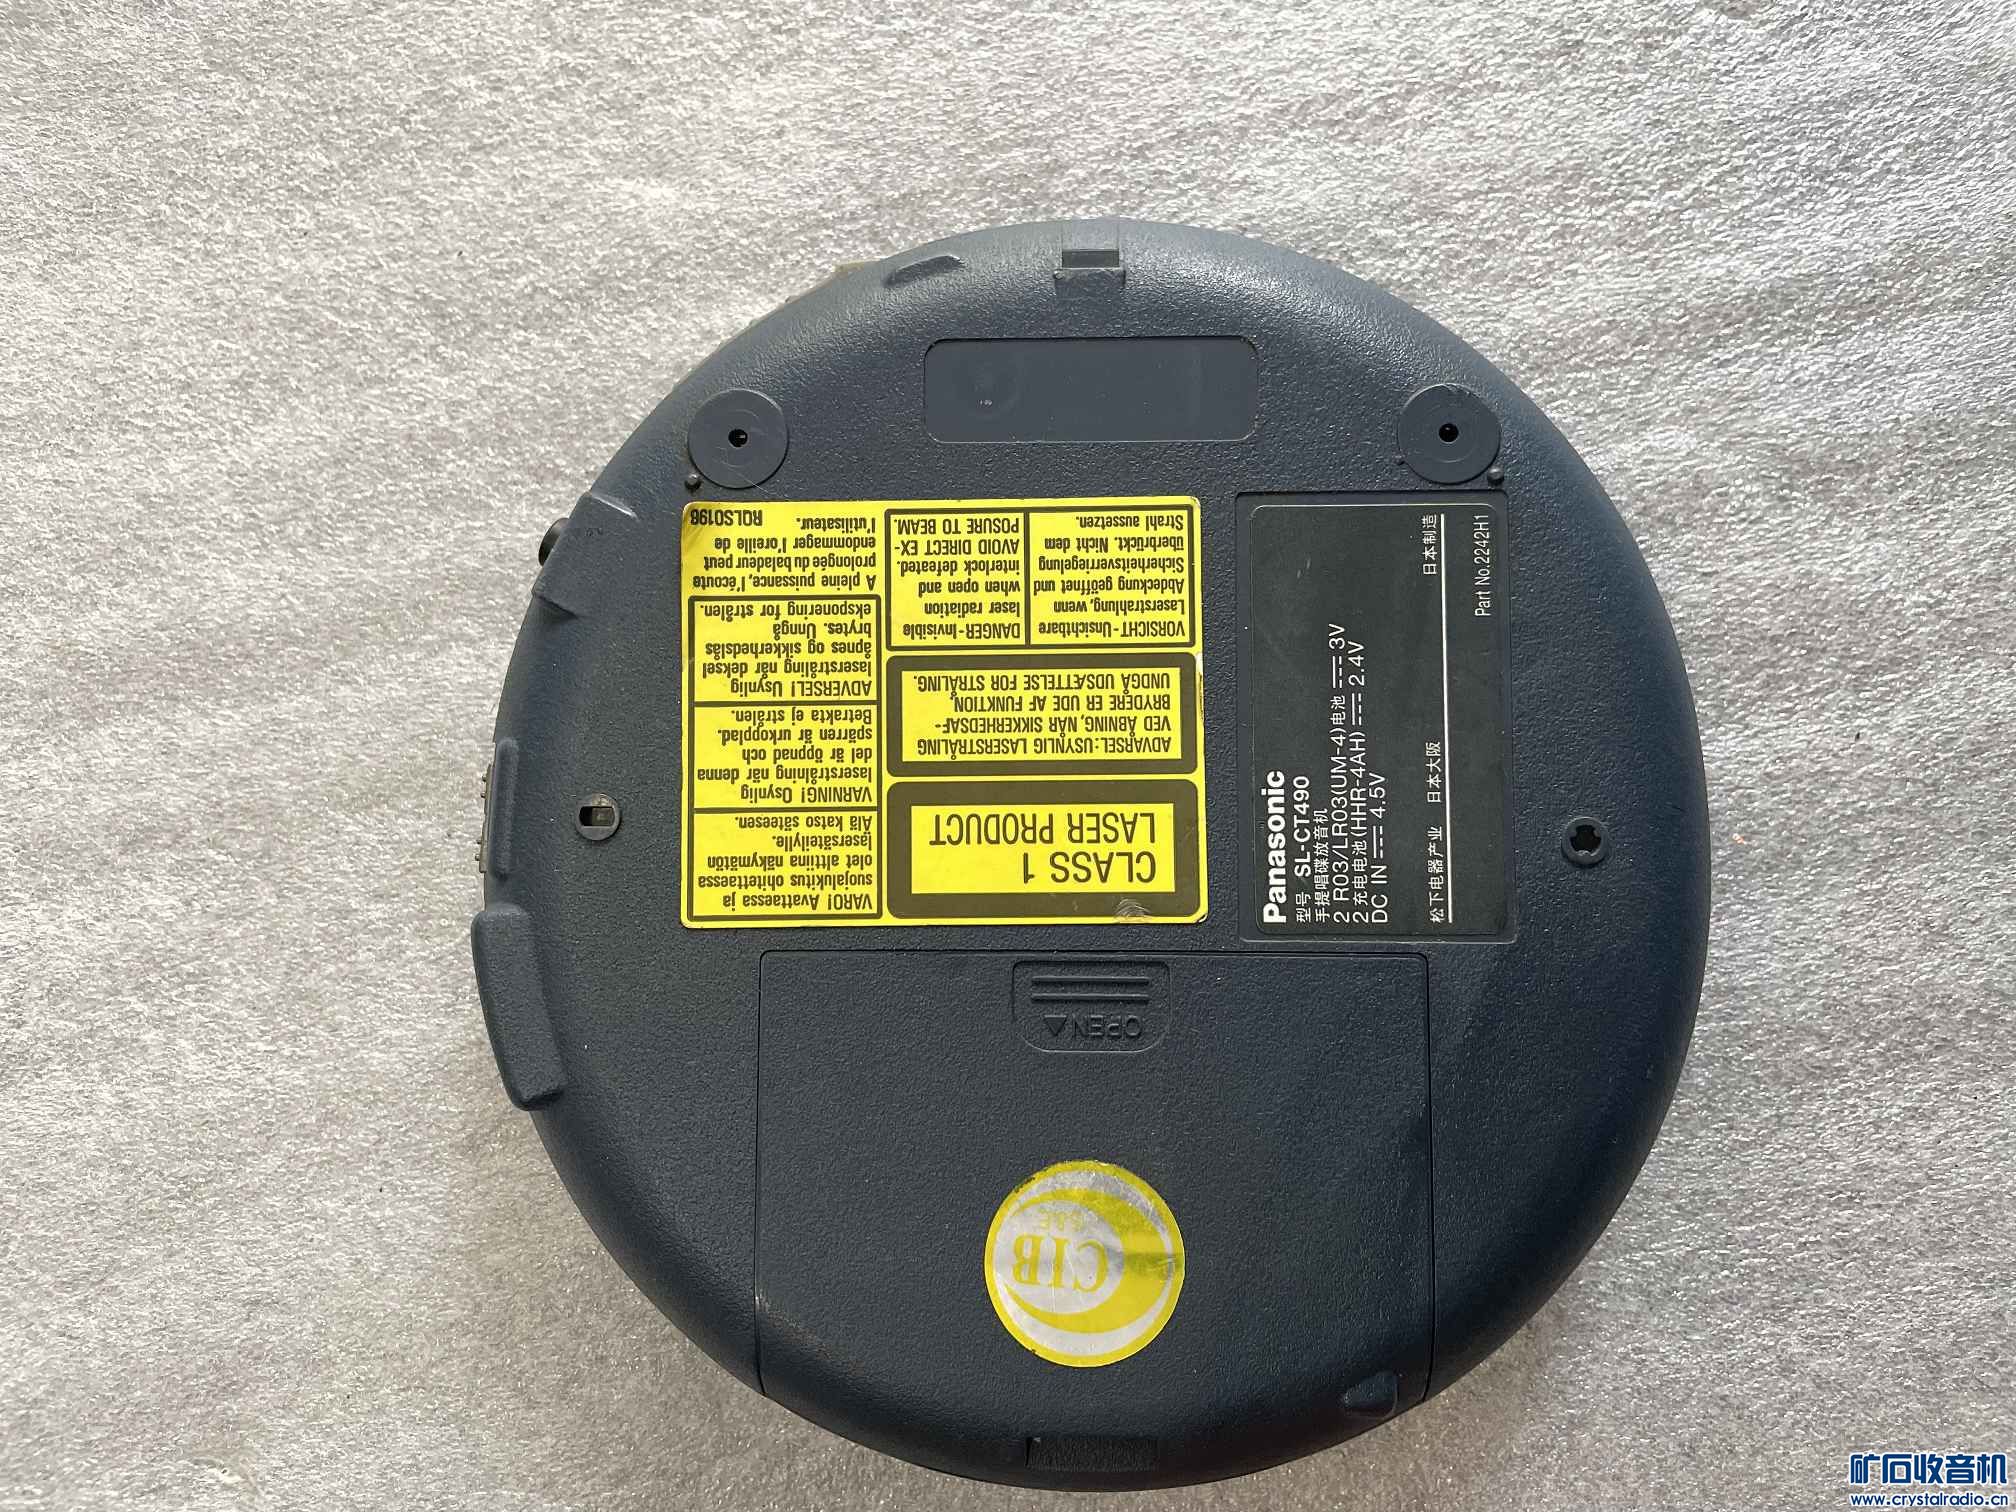 Panasonic
型号 SL-CT490
手提唱碟放音机
2 R03/LR03(UM-4)电池 ⎓ 3V
2 充电电池(HHR-4AH) ⎓ 2.4V
DC IN ⎓ 4.5V
松下电器产业 日本大阪 日本制造
Part No.2242H1
CLASS 1
LASER PRODUCT
ADVARSEL:USYNLIG LASERSTRÅLING
VED ÅBNING, NÅR SIKKERHEDSAF-
BRYDERE ER UDE AF FUNKTION.
UNDGÅ UDSÆTTELSE FOR STRÅLING.
VORSICHT-Unsichtbare
Laserstrahlung, wenn
Abdeckung geöffnet und
Sicherheitsverriegelung
überbrückt. Nicht dem
Strahl aussetzen.
DANGER-Invisible
laser radiation
when open and
interlock defeated.
AVOID DIRECT EX-
POSURE TO BEAM.
VARO! Avattaessa ja
suojalukitus ohitettaessa
olet alttiina näkymätön
lasersäteilylle.
Älä katso säteeseen.
VARNING! Osynlig
laserstrålning när denna
del är öppnad och
spärren är urkopplad.
Betrakta ej strålen.
ADVERSEL! Usynlig
laserstråling når deksel
åpnes og sikkerhedslås
brytes. Unngå
eksponering for strålen.
A pleine puissance, l'écoute
prolongée du baladeur peut
endommager l'oreille de
l'utilisateur. RQLS0196
OPEN
CIB
矿石收音机
www.crystalradio.cn